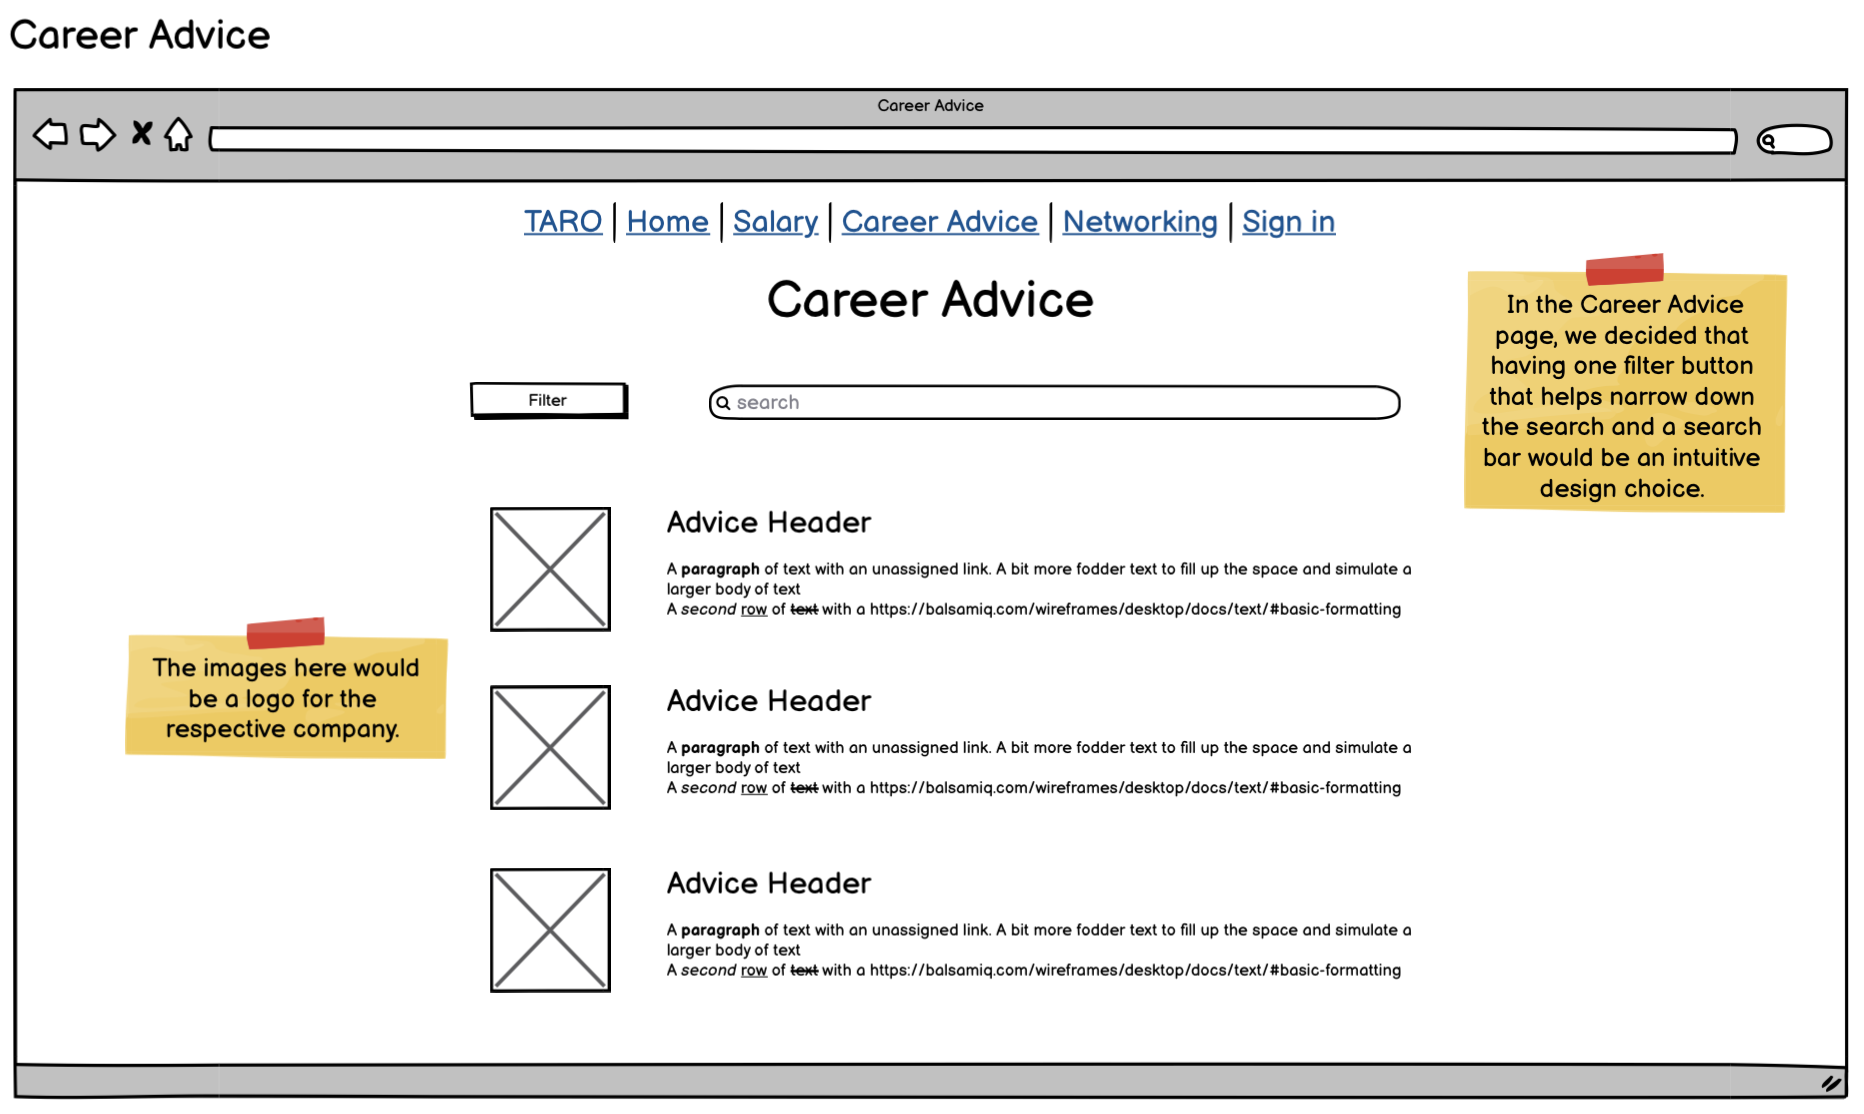 Career Advice
Career Advice
TARO | Home | Salary | Career Advice | Networking | Sign in
Career Advice
Filter
search
In the Career Advice
page, we decided that
having one filter button
that helps narrow down
the search and a search
bar would be an intuitive
design choice.
Advice Header
A paragraph of text with an unassigned link. A bit more fodder text to fill up the space and simulate a
larger body of text
A second row of text with a https://balsamiq.com/wireframes/desktop/docs/text/#basic-formatting
The images here would
be a logo for the
respective company.
Advice Header
A paragraph of text with an unassigned link. A bit more fodder text to fill up the space and simulate a
larger body of text
A second row of text with a https://balsamiq.com/wireframes/desktop/docs/text/#basic-formatting
Advice Header
A paragraph of text with an unassigned link. A bit more fodder text to fill up the space and simulate a
larger body of text
A second row of text with a https://balsamiq.com/wireframes/desktop/docs/text/#basic-formatting